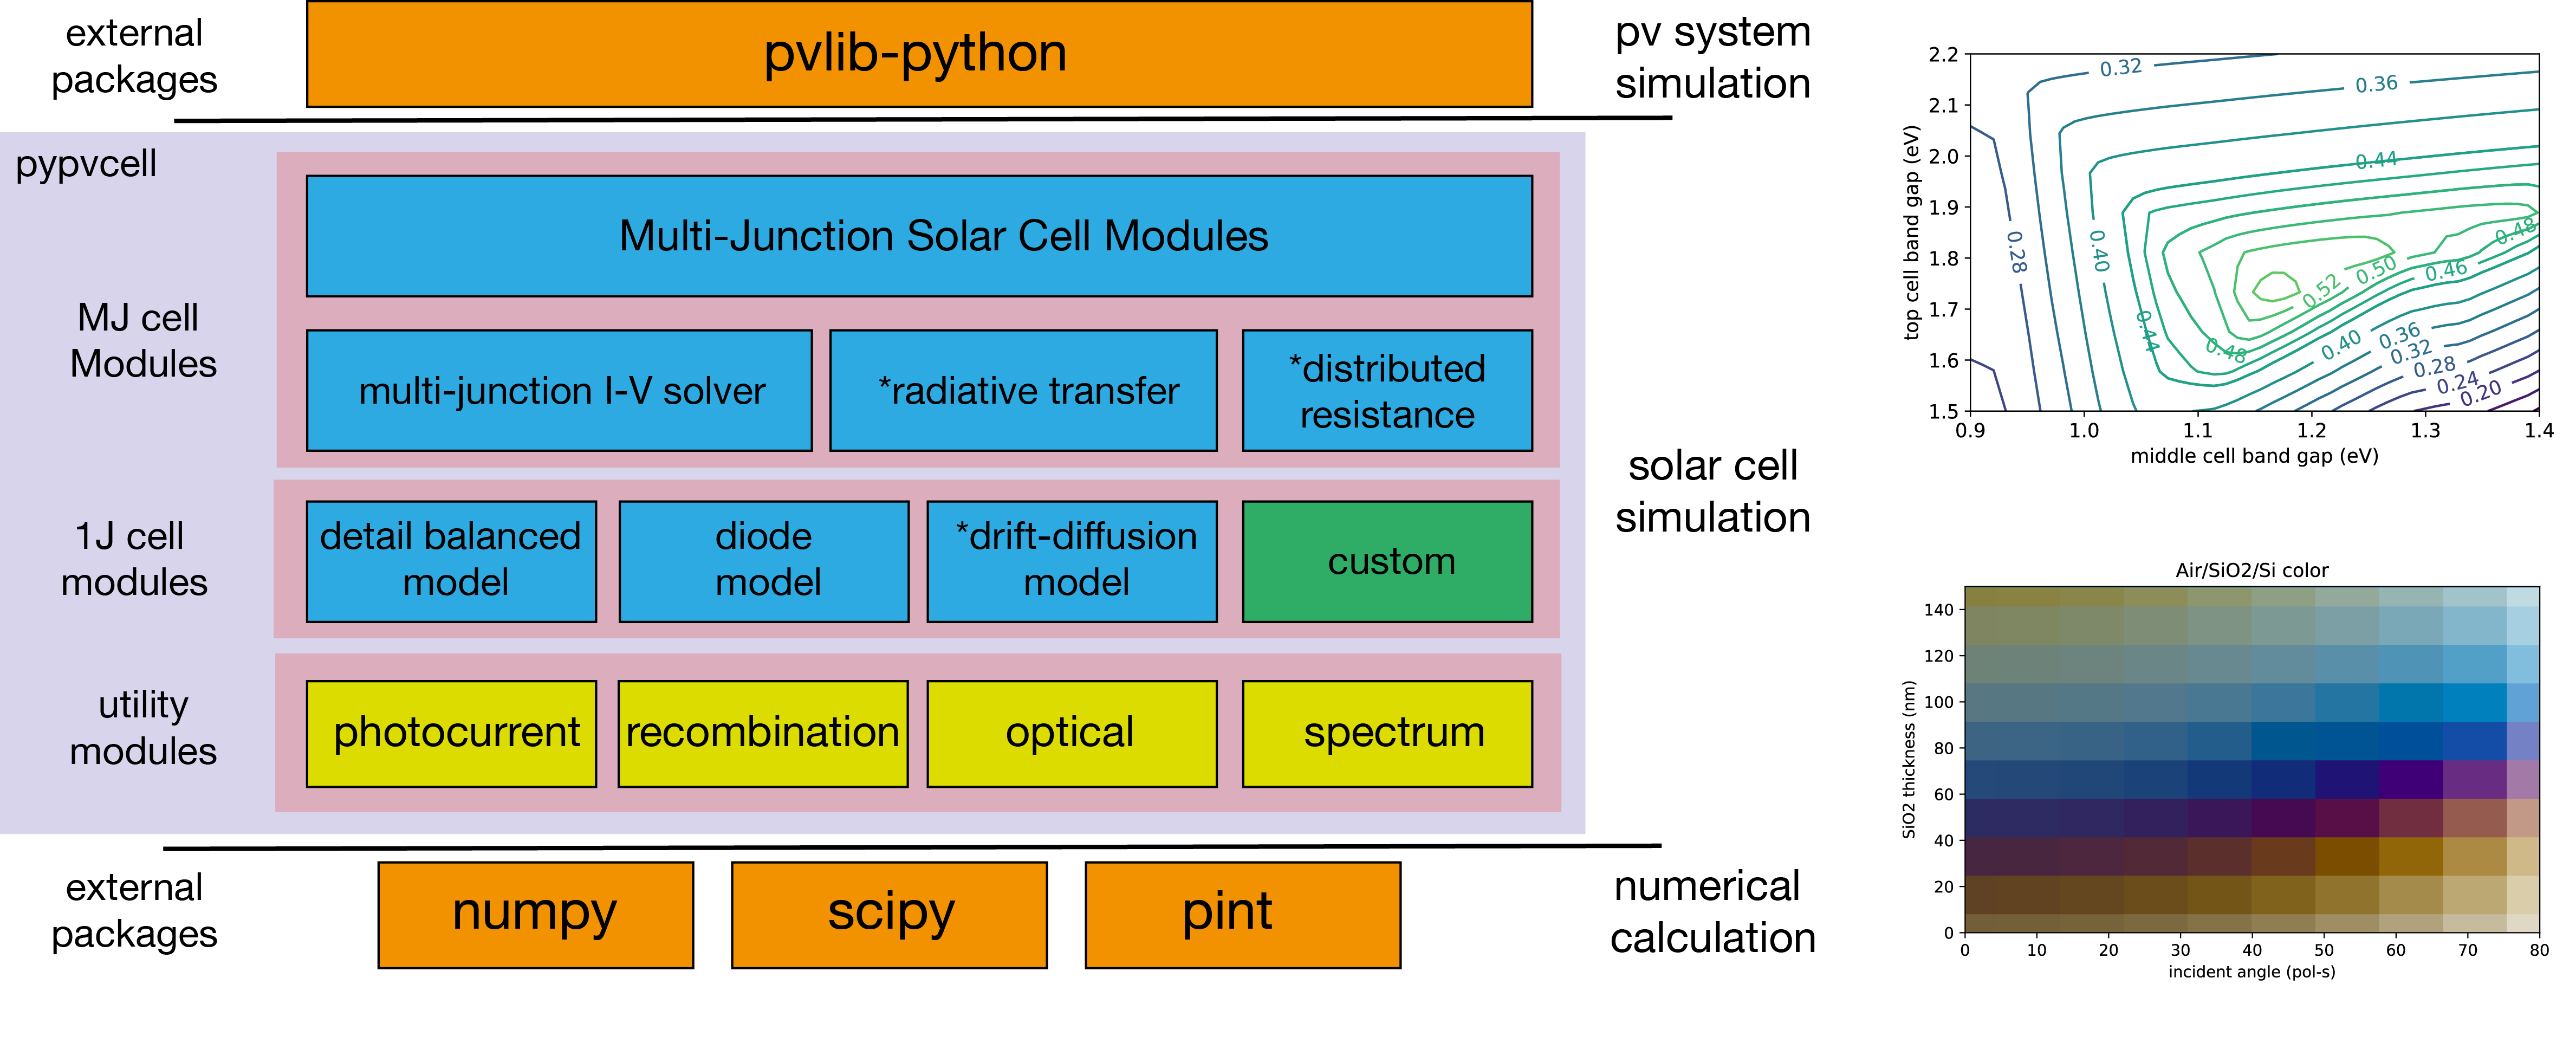 external
packages
pvlib-python
pv system
simulation
pypvcell
MJ cell
Modules
Multi-Junction Solar Cell Modules
multi-junction I-V solver
*radiative transfer
*distributed
resistance
1J cell
modules
detail balanced
model
diode
model
*drift-diffusion
model
custom
solar cell
simulation
utility
modules
photocurrent
recombination
optical
spectrum
external
packages
numpy
scipy
pint
numerical
calculation
top cell band gap (eV)
2.2
2.1
2.0
1.9
1.8
1.7
1.6
1.5
0.32
0.36
0.44
0.28
0.40
0.48
0.46
0.50
0.52
0.44
0.48
0.40
0.36
0.32
0.28
0.24
0.20
0.9 1.0 1.1 1.2 1.3 1.4
middle cell band gap (eV)
Air/SiO2/Si color
SiO2 thickness (nm)
140
120
100
80
60
40
20
0
0 10 20 30 40 50 60 70 80
incident angle (pol-s)